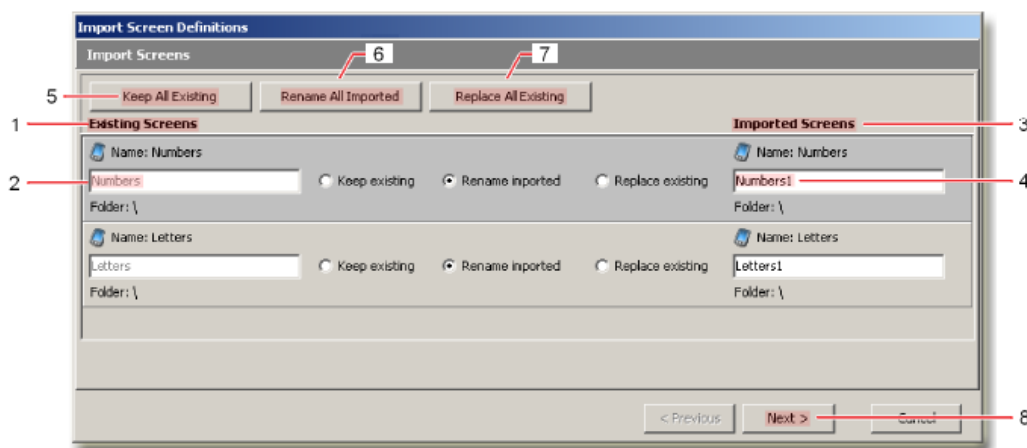 Import Screen Definitions
Import Screens
6 7
5 Keep All Existing Rename All Imported Replace All Existing
1 Existing Screens Imported Screens 3
Name: Numbers Name: Numbers
2 Numbers Keep existing Rename imported Replace existing Numbers1 4
Folder: \ Folder: \
Name: Letters Name: Letters
Letters Keep existing Rename imported Replace existing Letters1
Folder: \ Folder: \
< Previous Next > Cancel 8